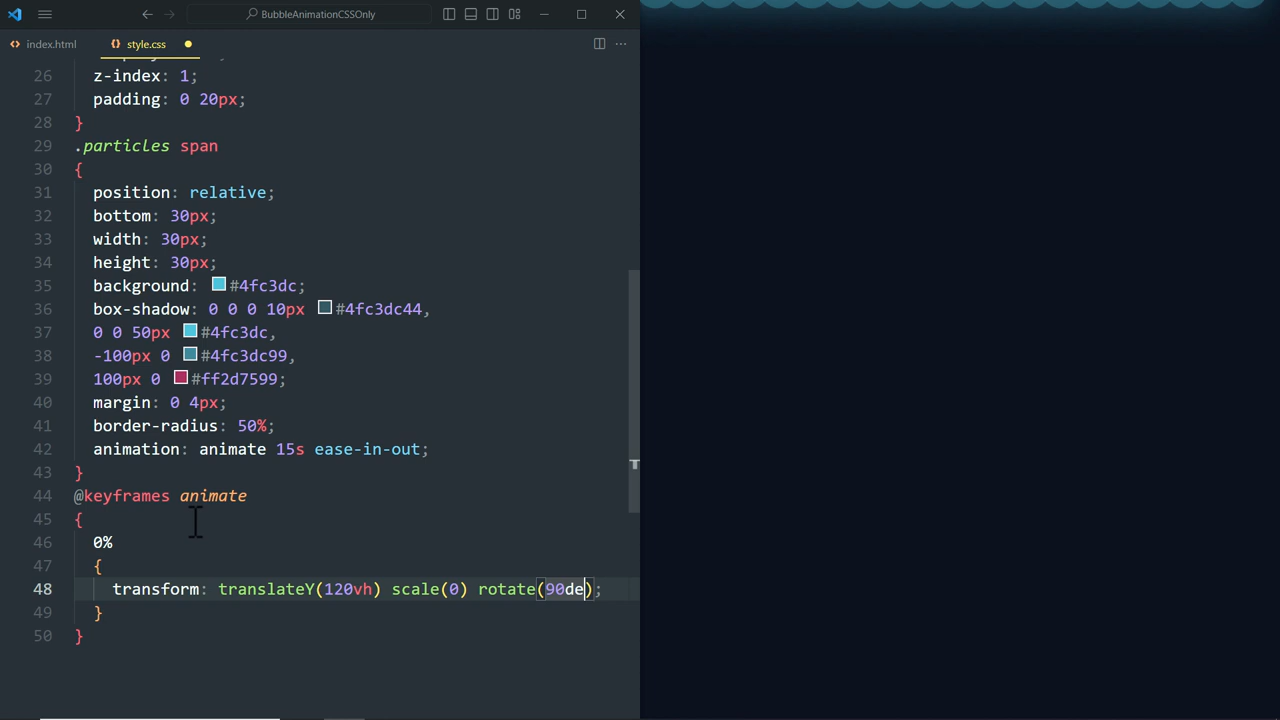 BubbleAnimationCSSOnly
index.html
style.css
26 z-index: 1;
27 padding: 0 20px;
28 }
29 .particles span
30 {
31 position: relative;
32 bottom: 30px;
33 width: 30px;
34 height: 30px;
35 background: #4fc3dc;
36 box-shadow: 0 0 0 10px #4fc3dc44,
37 0 0 50px #4fc3dc,
38 -100px 0 #4fc3dc99,
39 100px 0 #ff2d7599;
40 margin: 0 4px;
41 border-radius: 50%;
42 animation: animate 15s ease-in-out;
43 }
44 @keyframes animate
45 {
46 0%
47 {
48 transform: translateY(120vh) scale(0) rotate(90de);
49 }
50 }